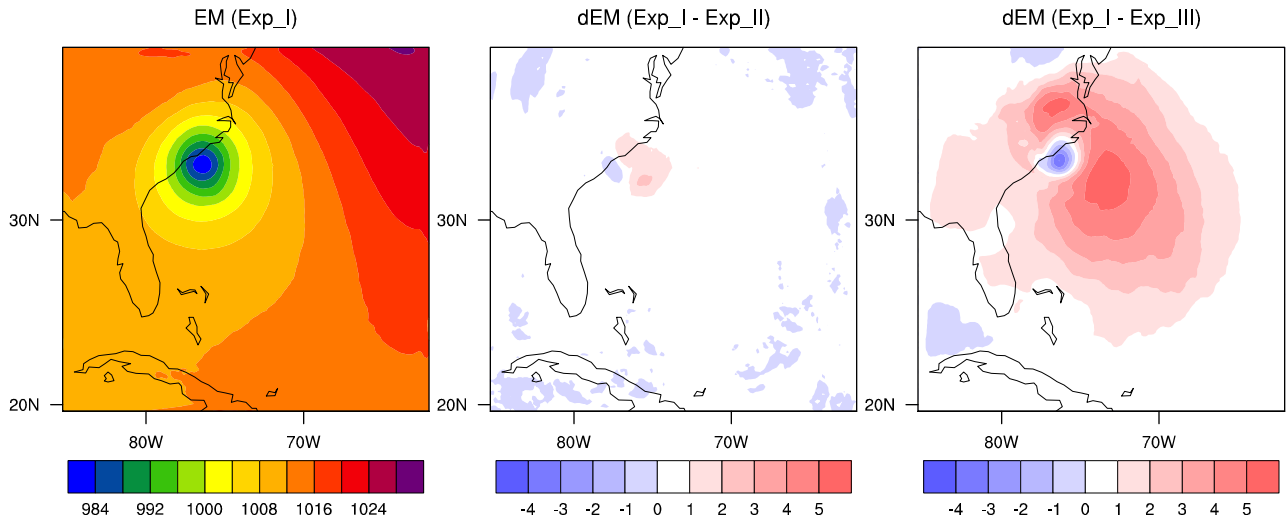 EM (Exp_I)
dEM (Exp_I - Exp_II)
dEM (Exp_I - Exp_III)
30N
30N
30N
20N
20N
20N
80W 70W
80W 70W
80W 70W
984 992 1000 1008 1016 1024
-4 -3 -2 -1 0 1 2 3 4 5
-4 -3 -2 -1 0 1 2 3 4 5